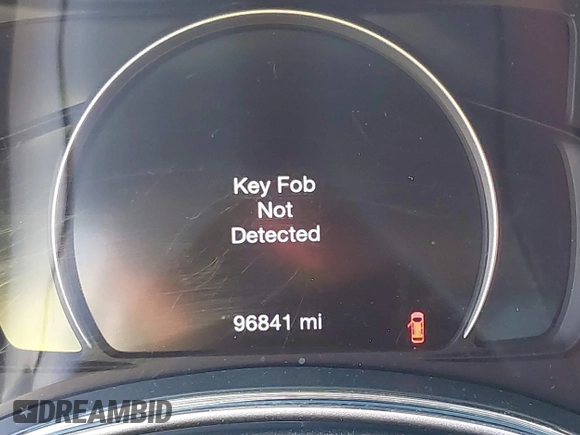 Key Fob
Not
Detected
96841 mi
DREAMBID